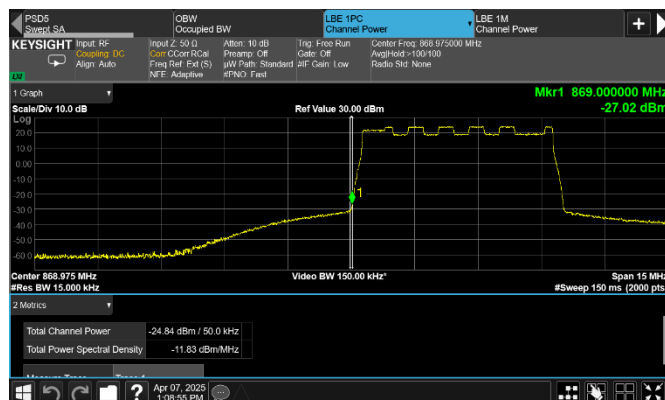 PSD5
Swept SA
OBW
Occupied BW
LBE 1PC
Channel Power
LBE 1M
Channel Power
KEYSIGHT
Input: RF
Coupling: DC
Align: Auto
Input Z: 50 Ω
Corr CCorr RCal
Freq Ref: Ext (S)
NFE: Adaptive
Atten: 10 dB
Preamp: Off
µW Path: Standard
#PNO: Fast
Trig: Free Run
Gate: Off
#IF Gain: Low
Center Freq: 868.975000 MHz
Avg|Hold:>100/100
Radio Std: None
LXI
1 Graph
Mkr1 869.000000 MHz
Scale/Div 10.0 dB
Ref Value 30.00 dBm
-27.02 dBm
Log
20.0
10.0
0.00
-10.0
-20.0
-30.0
-40.0
-50.0
-60.0
1
Center 868.975 MHz
Video BW 150.00 kHz*
Span 15 MHz
#Res BW 15.000 kHz
#Sweep 150 ms (2000 pts)
2 Metrics
Total Channel Power
-24.84 dBm / 50.0 kHz
Total Power Spectral Density
-11.83 dBm/MHz
Measure Trace
Trace 1
?
Apr 07, 2025
1:08:55 PM